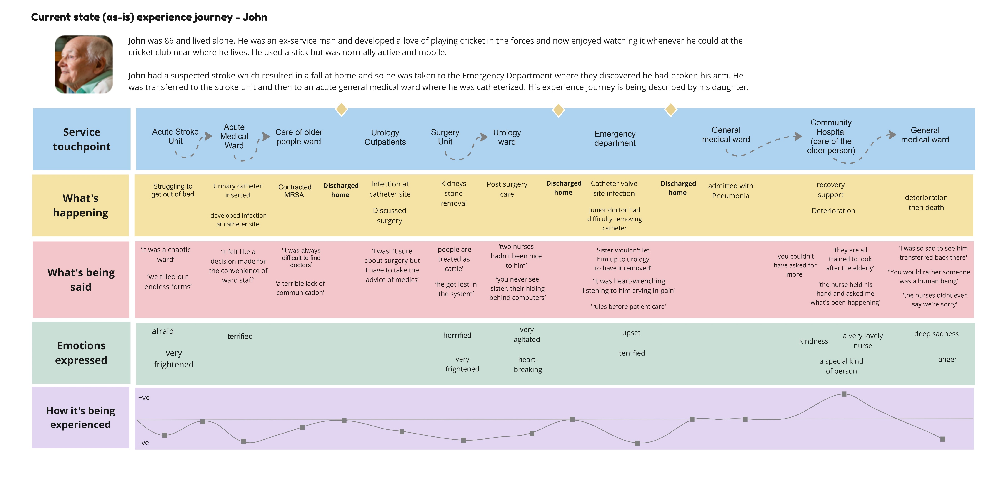 Current state (as-is) experience journey - John
John was 86 and lived alone. He was an ex-service man and developed a love of playing cricket in the forces and now enjoyed watching it whenever he could at the
cricket club near where he lives. He used a stick but was normally active and mobile.
John had a suspected stroke which resulted in a fall at home and so he was taken to the Emergency Department where they discovered he had broken his arm. He
was transferred to the stroke unit and then to an acute general medical ward where he was catheterized. His experience journey is being described by his daughter.
Service
touchpoint
Acute Stroke
Unit
Acute
Medical
Ward
Care of older
people ward
Urology
Outpatients
Surgery
Unit
Urology
ward
Emergency
department
General
medical ward
Community
Hospital
(care of the
older person)
General
medical ward
What's
happening
Struggling to
get out of bed
Urinary catheter
inserted
developed infection
at catheter site
Contracted
MRSA
Discharged
home
Infection at
catheter site
Discussed
surgery
Kidneys
stone
removal
Post surgery
care
Discharged
home
Catheter valve
site infection
Junior doctor had
difficulty removing
catheter
Discharged
home
admitted with
Pneumonia
recovery
support
Deterioration
deterioration
then death
What's being
said
‘it was a chaotic
ward’
‘we filled out
endless forms’
‘it felt like a
decision made for
the convenience of
ward staff’
‘it was always
difficult to find
doctors’
‘a terrible lack of
communication’
‘I wasn't sure
about surgery but
I have to take the
advice of medics’
‘people are
treated as
cattle’
‘he got lost in
the system’
‘two nurses
hadn't been nice
to him’
‘you never see
sister, their hiding
behind computers’
Sister wouldn't let
him up to urology
to have it removed'
'it was heart-wrenching
listening to him crying in pain'
'rules before patient care'
'you couldn't
have asked for
more'
'they are all
trained to look
after the elderly'
'the nurse held his
hand and asked me
what's been happening'
'I was so sad to see him
transferred back there'
''You would rather someone
was a human being'
''the nurses didnt even
say we're sorry'
Emotions
expressed
afraid
very
frightened
terrified
horrified
very
frightened
very
agitated
heart-
breaking
upset
terrified
Kindness
a very lovely
nurse
a special kind
of person
deep sadness
anger
How it's being
experienced
+ve
-ve